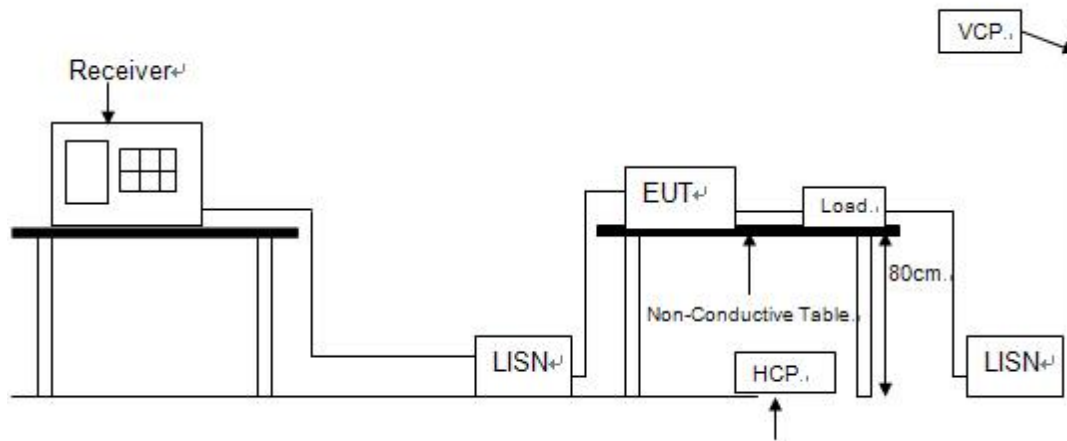 VCP.
Receiver
EUT
Load.
80cm.
Non-Conductive Table.
LISN
HCP.
LISN